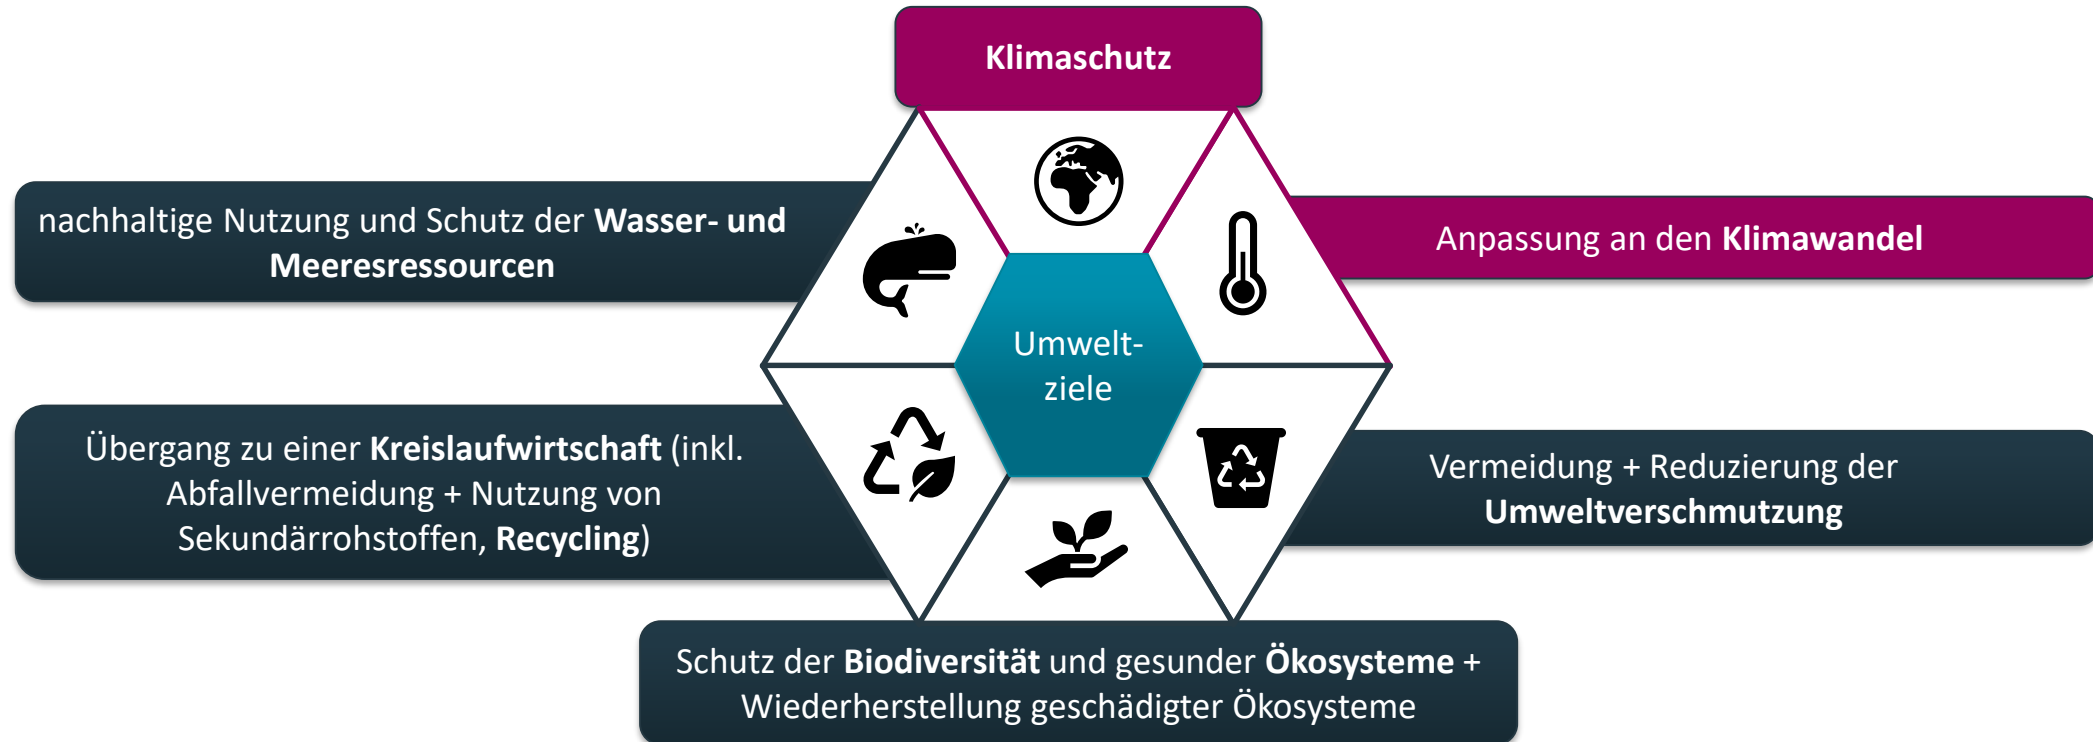 Klimaschutz
nachhaltige Nutzung und Schutz der Wasser- und
Meeresressourcen
Anpassung an den Klimawandel
Umwelt-
ziele
Übergang zu einer Kreislaufwirtschaft (inkl.
Abfallvermeidung + Nutzung von
Sekundärrohstoffen, Recycling)
Vermeidung + Reduzierung der
Umweltverschmutzung
Schutz der Biodiversität und gesunder Ökosysteme +
Wiederherstellung geschädigter Ökosysteme